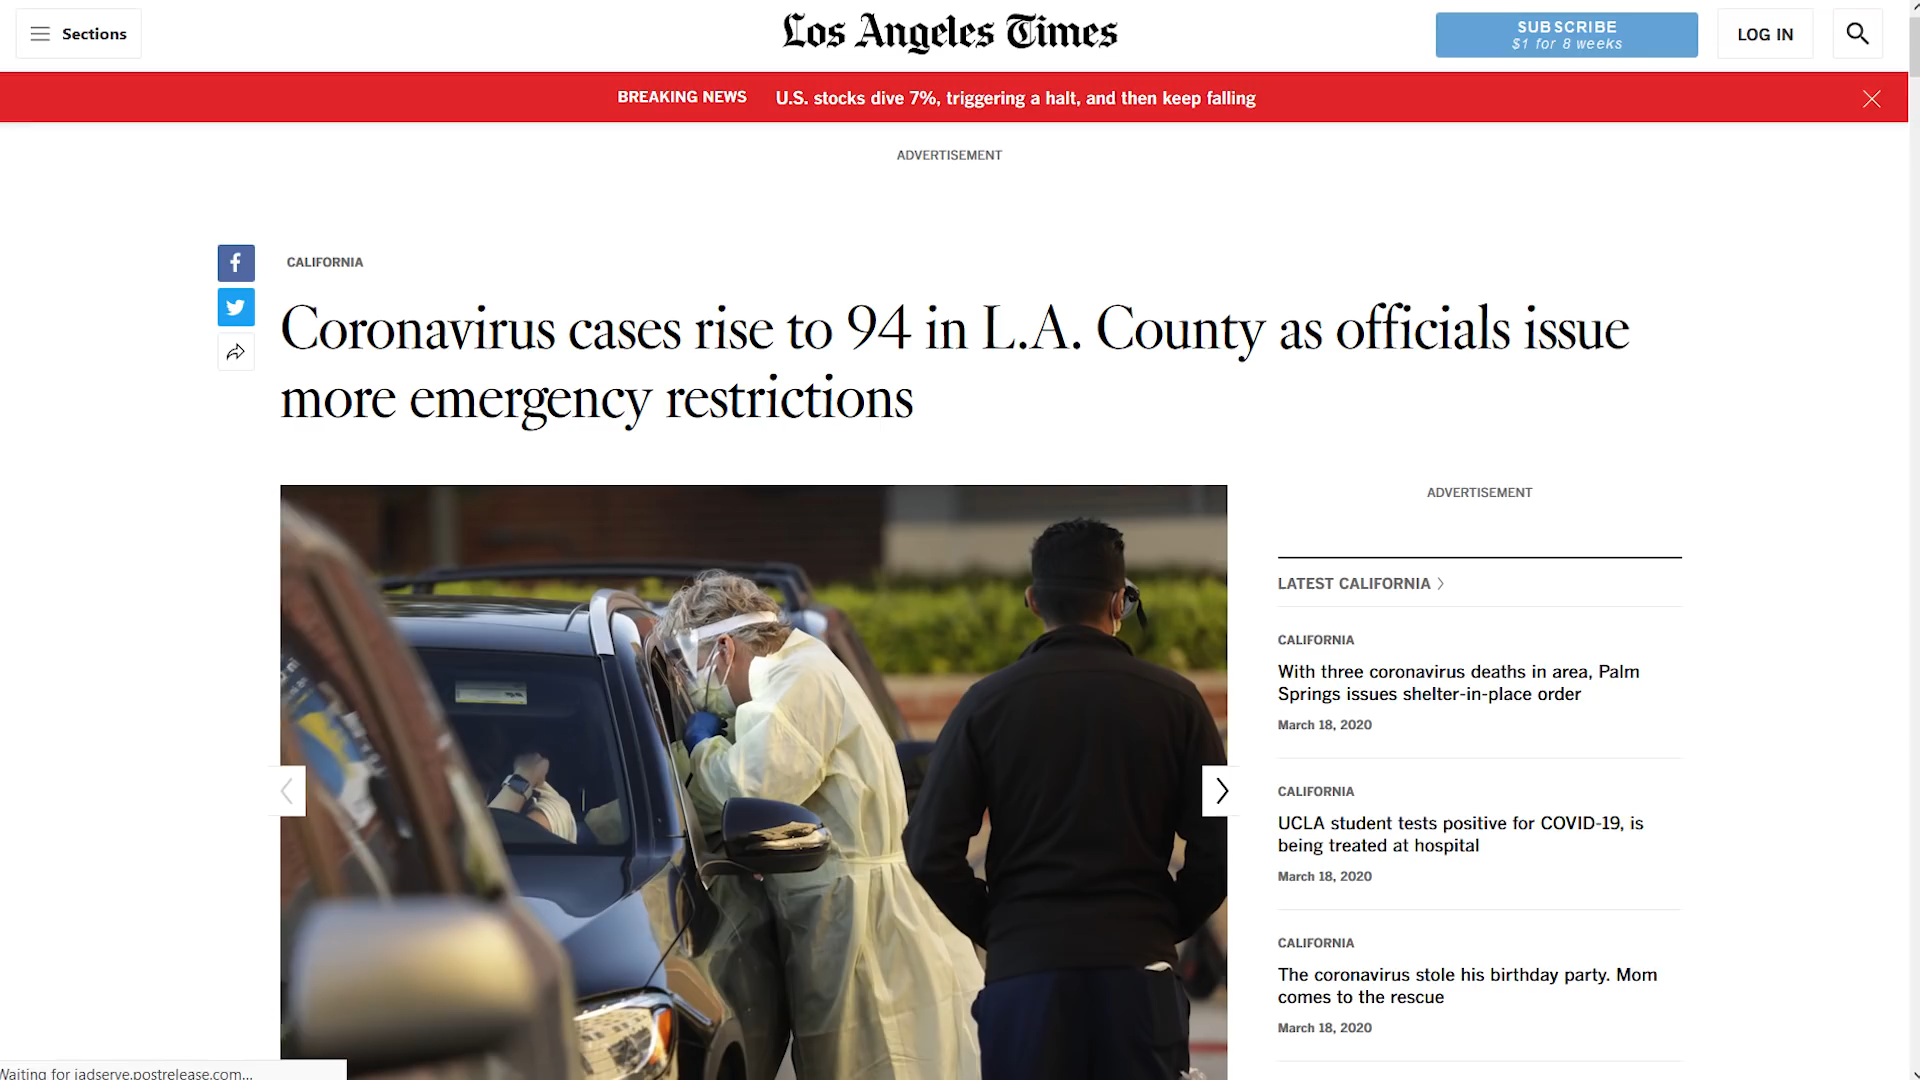 Sections
Los Angeles Times
SUBSCRIBE
$1 for 8 weeks
LOG IN
BREAKING NEWS U.S. stocks dive 7%, triggering a halt, and then keep falling
ADVERTISEMENT
CALIFORNIA
Coronavirus cases rise to 94 in L.A. County as officials issue
more emergency restrictions
ADVERTISEMENT
LATEST CALIFORNIA
CALIFORNIA
With three coronavirus deaths in area, Palm
Springs issues shelter-in-place order
March 18, 2020
CALIFORNIA
UCLA student tests positive for COVID-19, is
being treated at hospital
March 18, 2020
CALIFORNIA
The coronavirus stole his birthday party. Mom
comes to the rescue
March 18, 2020
Waiting for jadserve.postrelease.com...